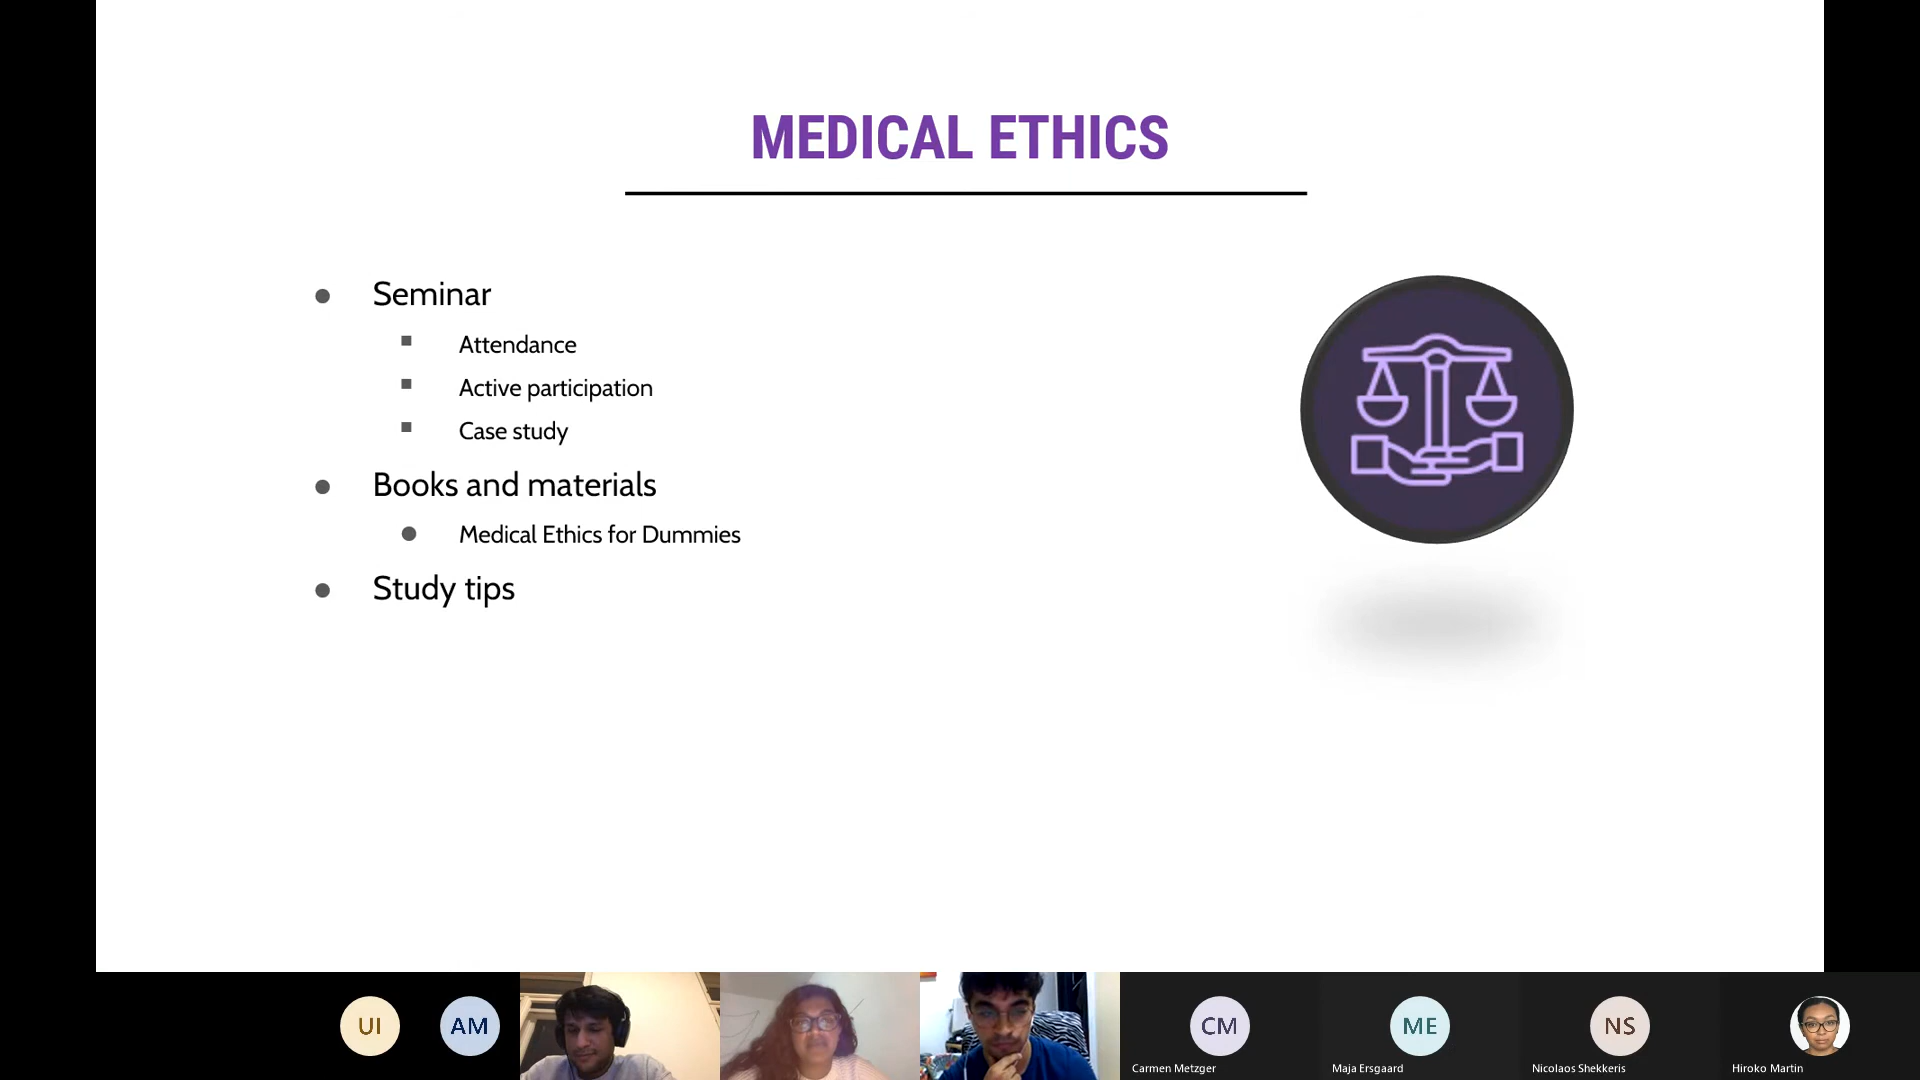 MEDICAL ETHICS
Seminar
Attendance
Active participation
Case study
Books and materials
Medical Ethics for Dummies
Study tips
UI
AM
CM
ME
NS
Carmen Metzger
Maja Ersgaard
Nicolaos Shekkeris
Hiroko Martin